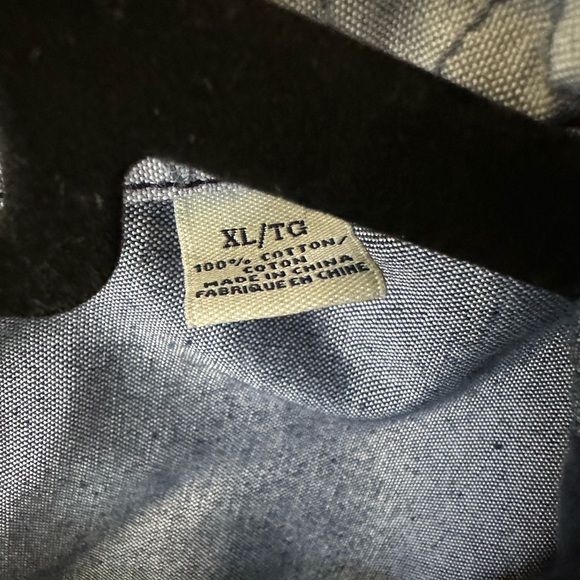 XL/TG
100% COTTON/
COTON
MADE IN CHINA
FABRIQUE EN CHINE